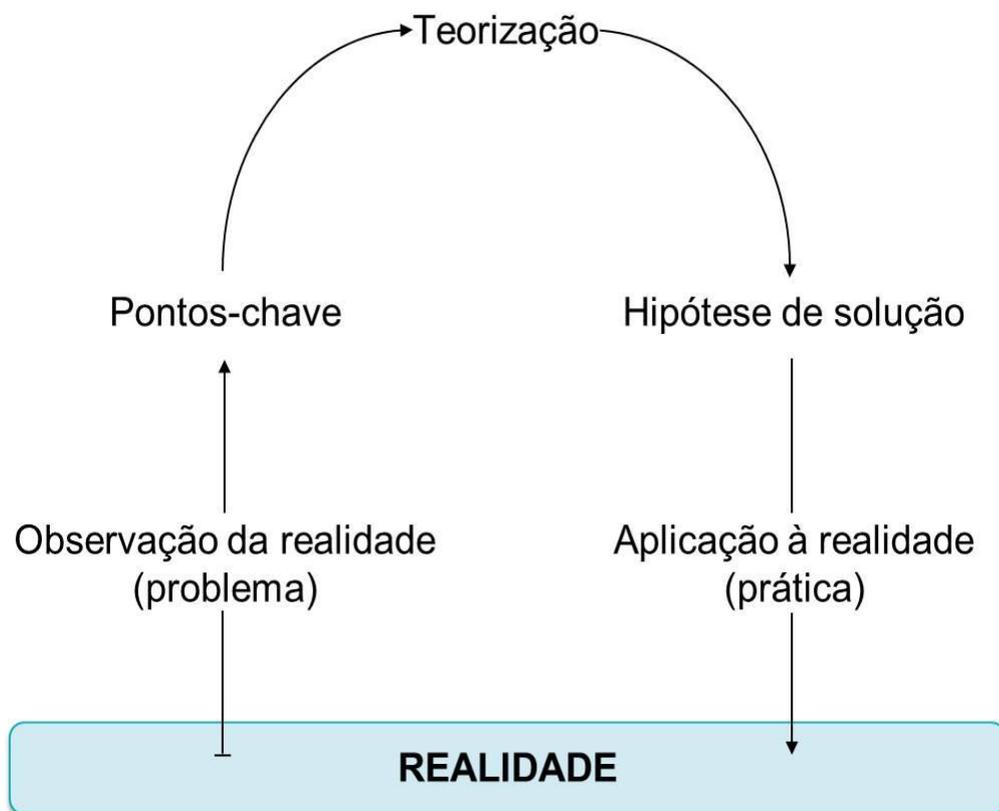 Teorização
Pontos-chave
Hipótese de solução
Observação da realidade
(problema)
Aplicação à realidade
(prática)
REALIDADE